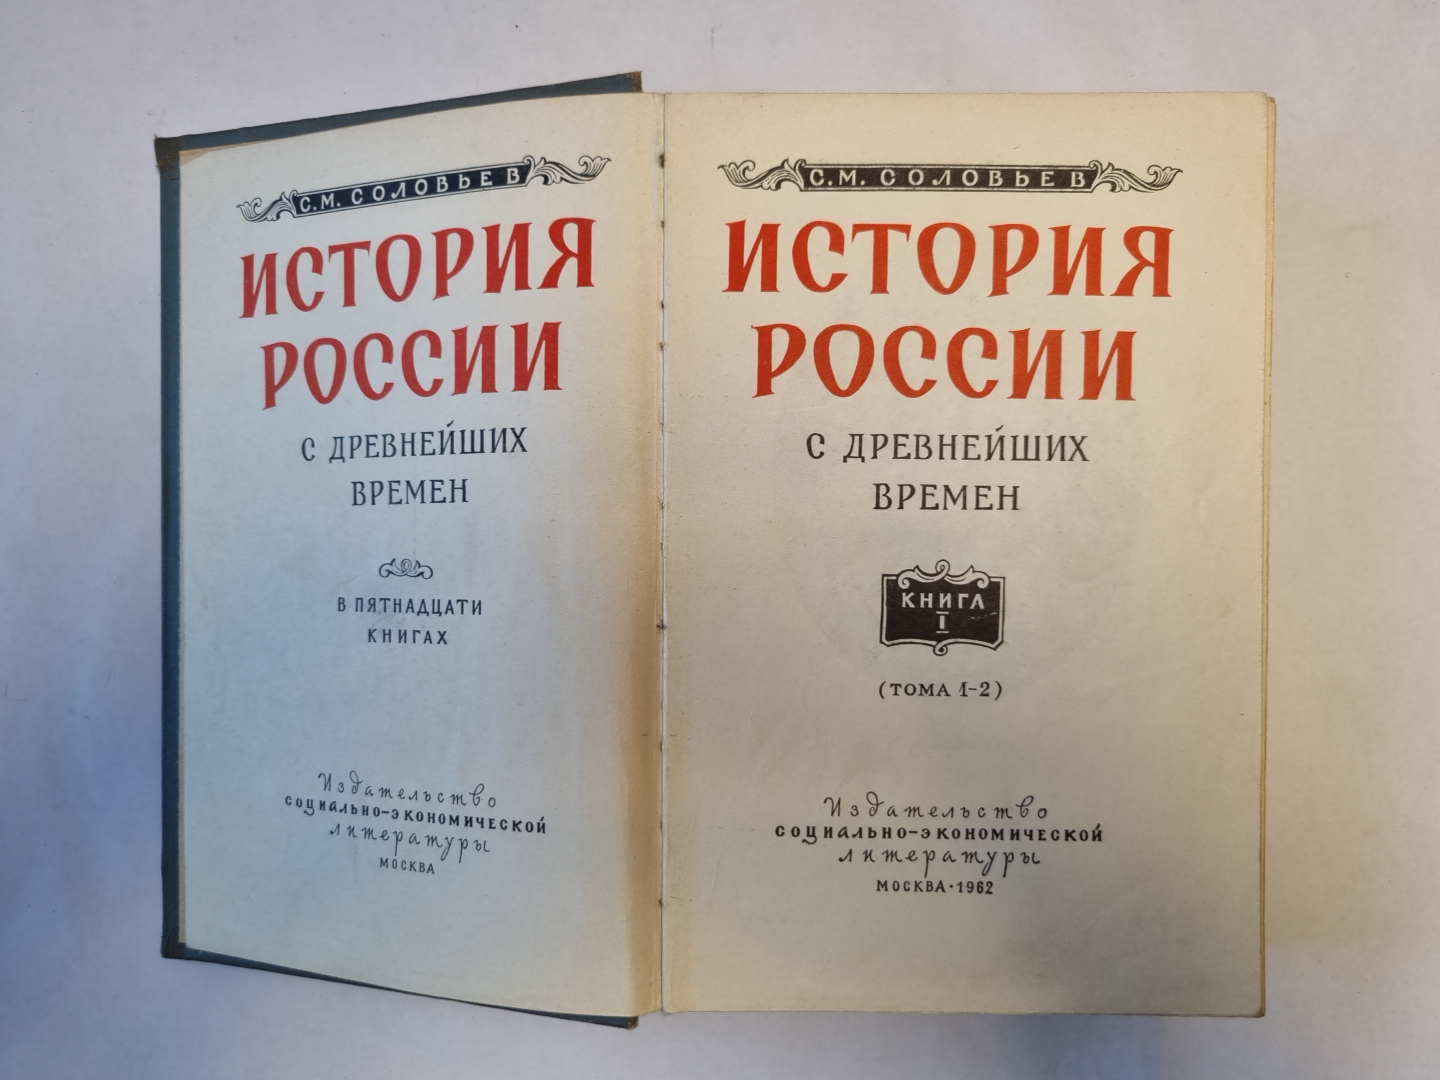 С.М. СОЛОВЬЕВ
ИСТОРИЯ
РОССИИ
С ДРЕВНЕЙШИХ
ВРЕМЕН
В ПЯТНАДЦАТИ
КНИГАХ
Издательство
социально-экономической
литературы
МОСКВА
С.М. СОЛОВЬЕВ
ИСТОРИЯ
РОССИИ
С ДРЕВНЕЙШИХ
ВРЕМЕН
КНИГА
I
(ТОМА 1-2)
Издательство
социально-экономической
литературы
МОСКВА·1962